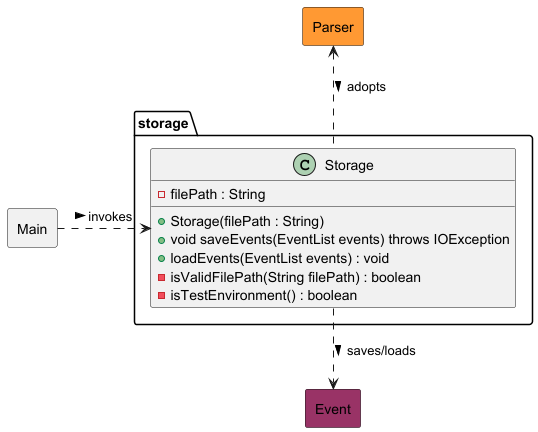 Parser
adopts
storage
C Storage
filePath : String
Storage(filePath : String)
void saveEvents(EventList events) throws IOException
loadEvents(EventList events) : void
isValidFilePath(String filePath) : boolean
isTestEnvironment() : boolean
Main
invokes
saves/loads
Event